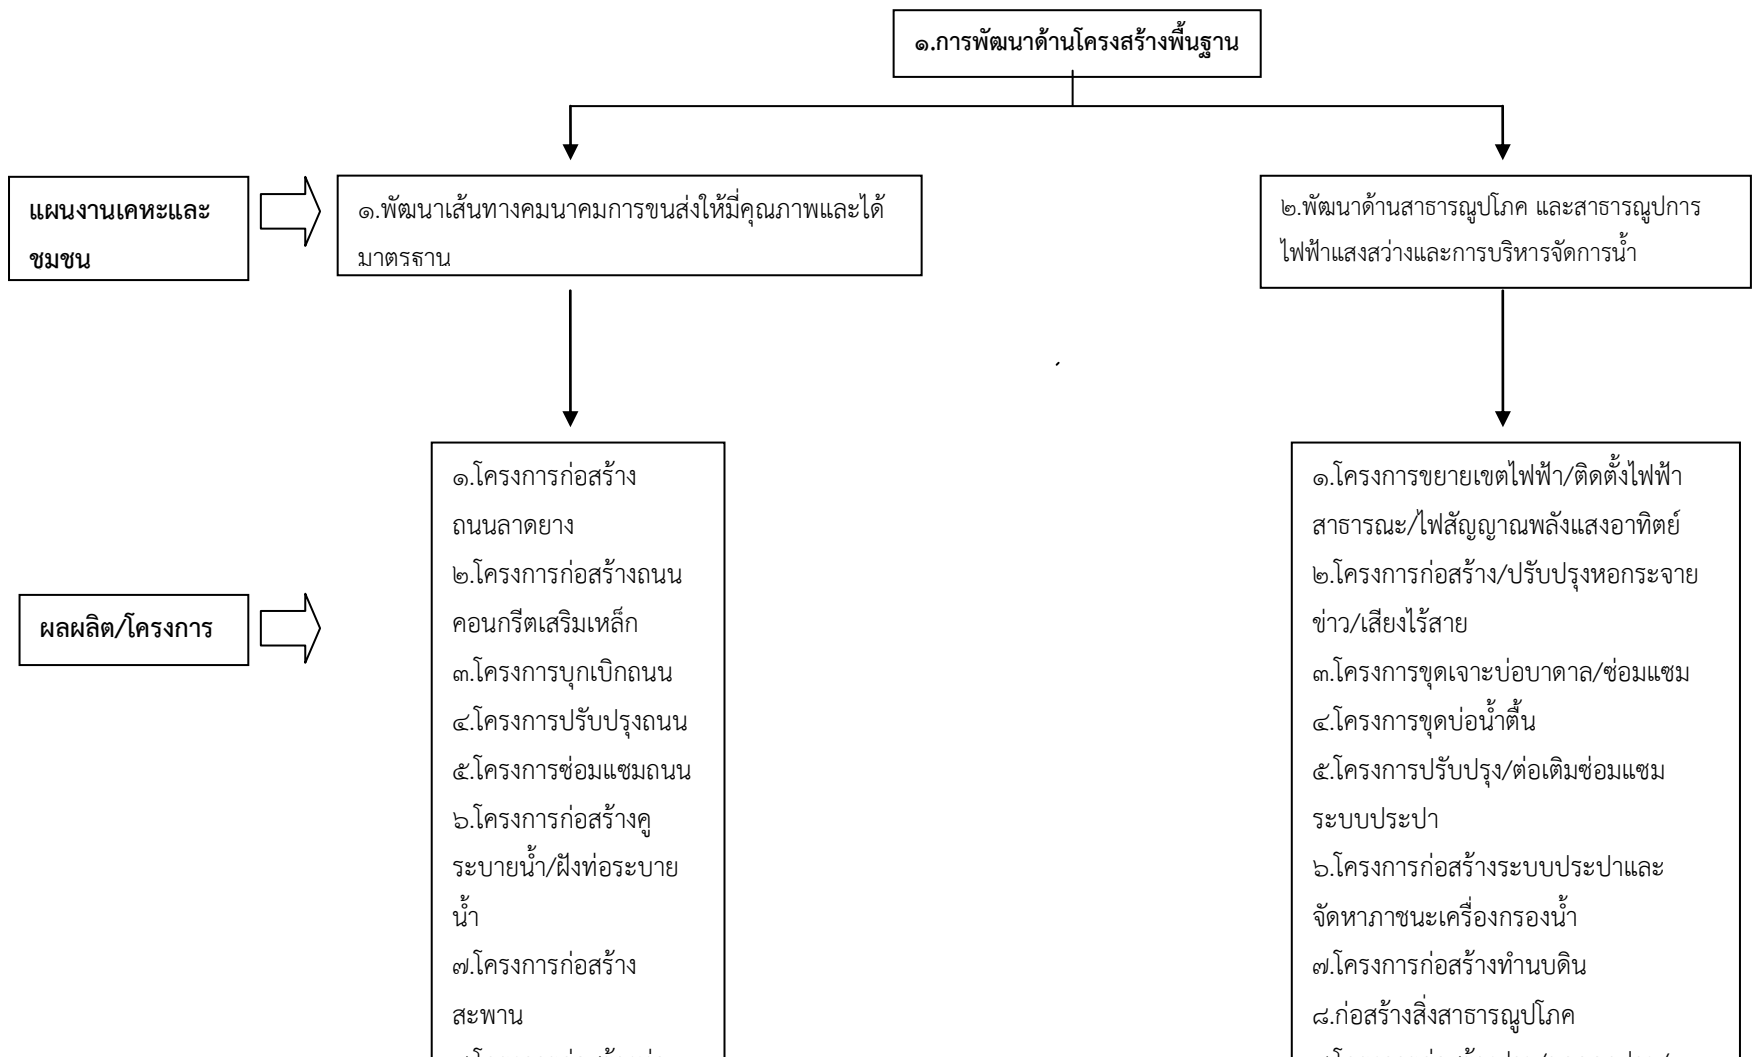 ๑.การพัฒนาด้านโครงสร้างพื้นฐาน
แผนงานเคหะและ
ชมชน
๑.พัฒนาเส้นทางคมนาคมการขนส่งให้มี่คุณภาพและได้
มาตรฐาน
๒.พัฒนาด้านสาธารณูปโภค และสาธารณูปการ
ไฟฟ้าแสงสว่างและการบริหารจัดการน้ำ
ผลผลิต/โครงการ
๑.โครงการก่อสร้าง
ถนนลาดยาง
๒.โครงการก่อสร้างถนน
คอนกรีตเสริมเหล็ก
๓.โครงการบุกเบิกถนน
๔.โครงการปรับปรุงถนน
๕.โครงการซ่อมแซมถนน
๖.โครงการก่อสร้างคู
ระบายน้ำ/ฝังท่อระบาย
น้ำ
๗.โครงการก่อสร้าง
สะพาน
๑.โครงการขยายเขตไฟฟ้า/ติดตั้งไฟฟ้า
สาธารณะ/ไฟสัญญาณพลังแสงอาทิตย์
๒.โครงการก่อสร้าง/ปรับปรุงหอกระจาย
ข่าว/เสียงไร้สาย
๓.โครงการขุดเจาะบ่อบาดาล/ซ่อมแซม
๔.โครงการขุดบ่อน้ำตื้น
๕.โครงการปรับปรุง/ต่อเติมซ่อมแซม
ระบบประปา
๖.โครงการก่อสร้างระบบประปาและ
จัดหาภาชนะเครื่องกรองน้ำ
๗.โครงการก่อสร้างทำนบดิน
๘.ก่อสร้างสิ่งสาธารณูปโภค